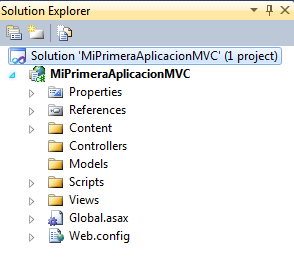 Solution Explorer
Solution 'MiPrimeraAplicacionMVC' (1 project)
MiPrimeraAplicacionMVC
Properties
References
Content
Controllers
Models
Scripts
Views
Global.asax
Web.config